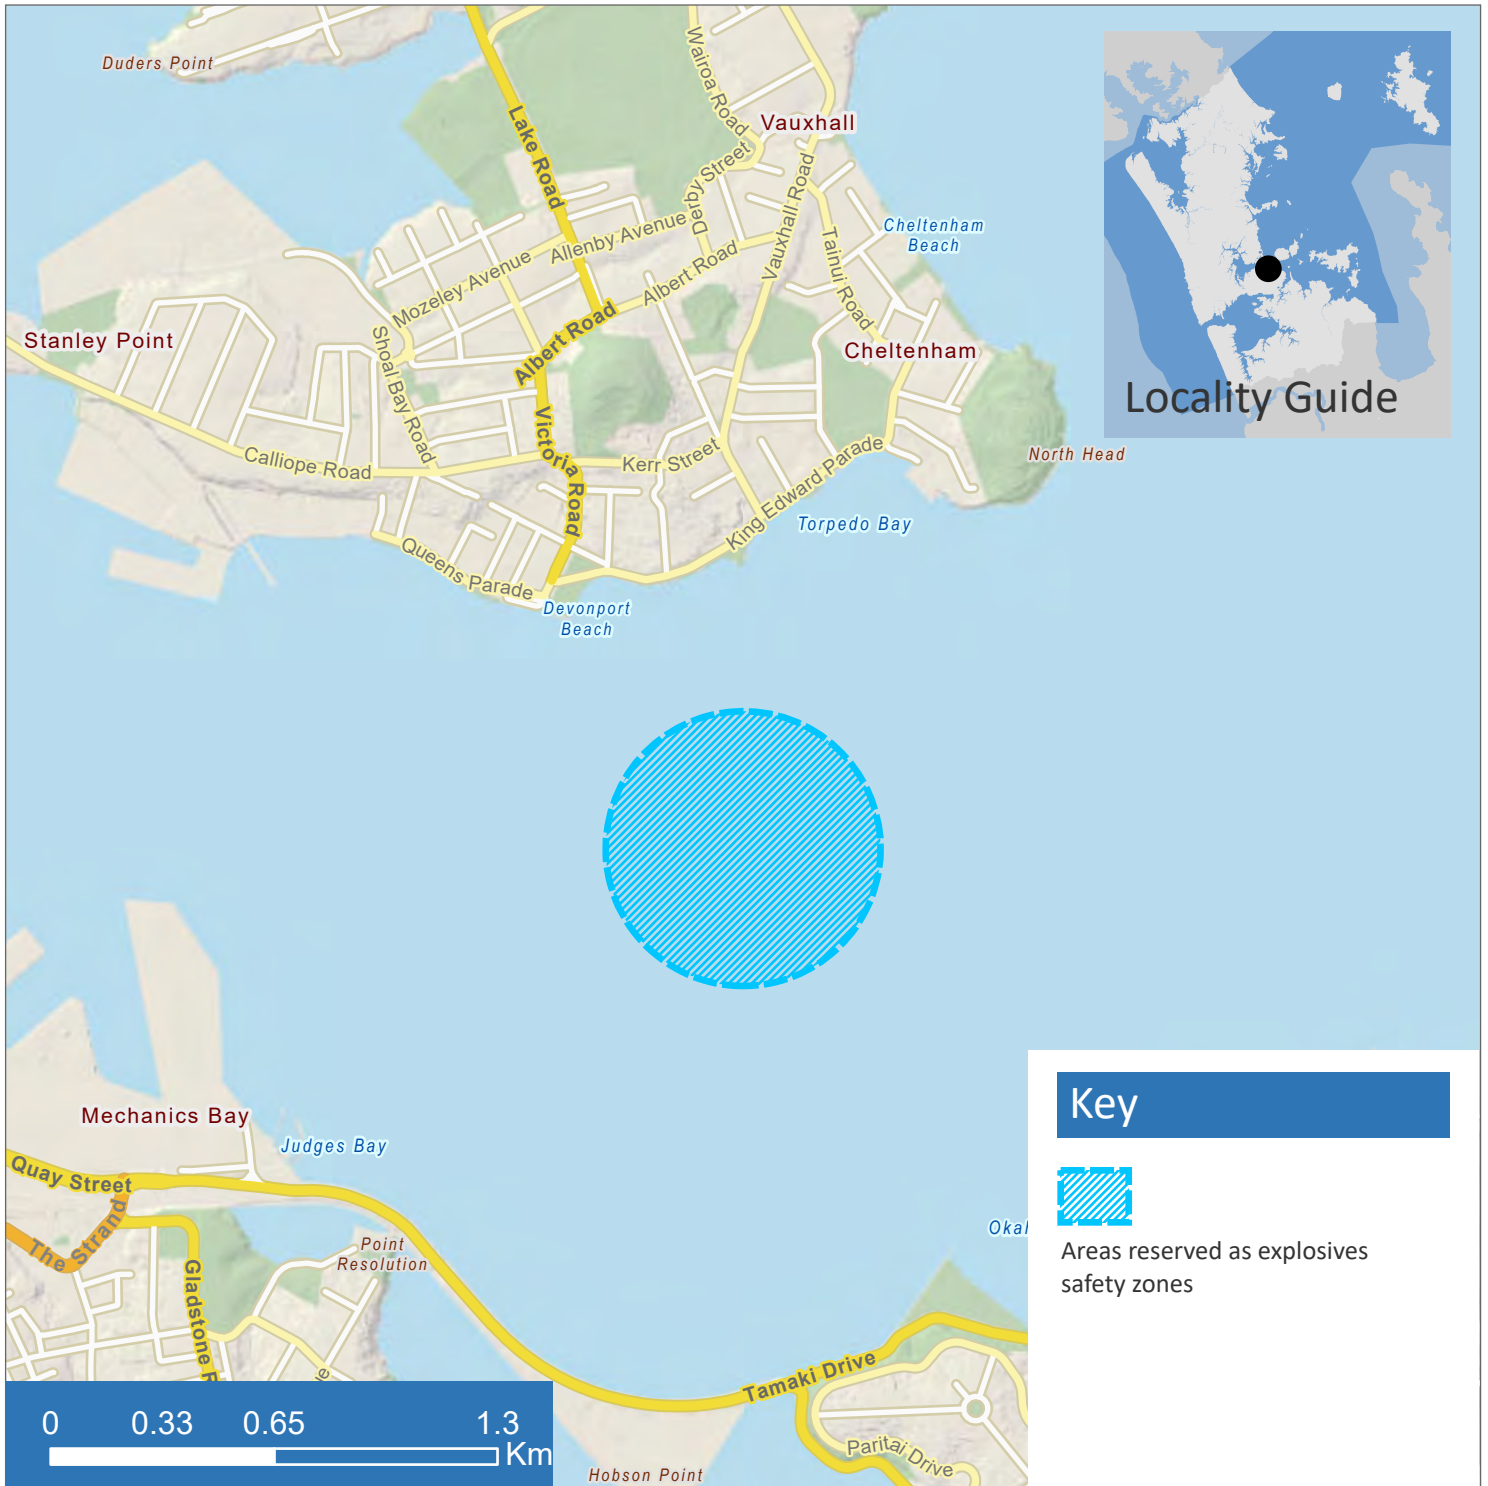 Duders Point
Lake Road
Wairoa Road
Vauxhall
Derby Street
Vauxhall Road
Allenby Avenue
Mozeley Avenue
Albert Road
Tainui Road
Cheltenham
Beach
Locality Guide
Stanley Point
Shoal Bay Road
Albert Road
Cheltenham
Victoria Road
Calliope Road
Kerr Street
King Edward Parade
North Head
Torpedo Bay
Queens Parade
Devonport
Beach
Mechanics Bay
Judges Bay
Quay Street
The Strand
Point
Resolution
Gladstone
Tamaki Drive
Paritai Drive
Hobson Point
Key
Areas reserved as explosives
safety zones
0 0.33 0.65 1.3
Km